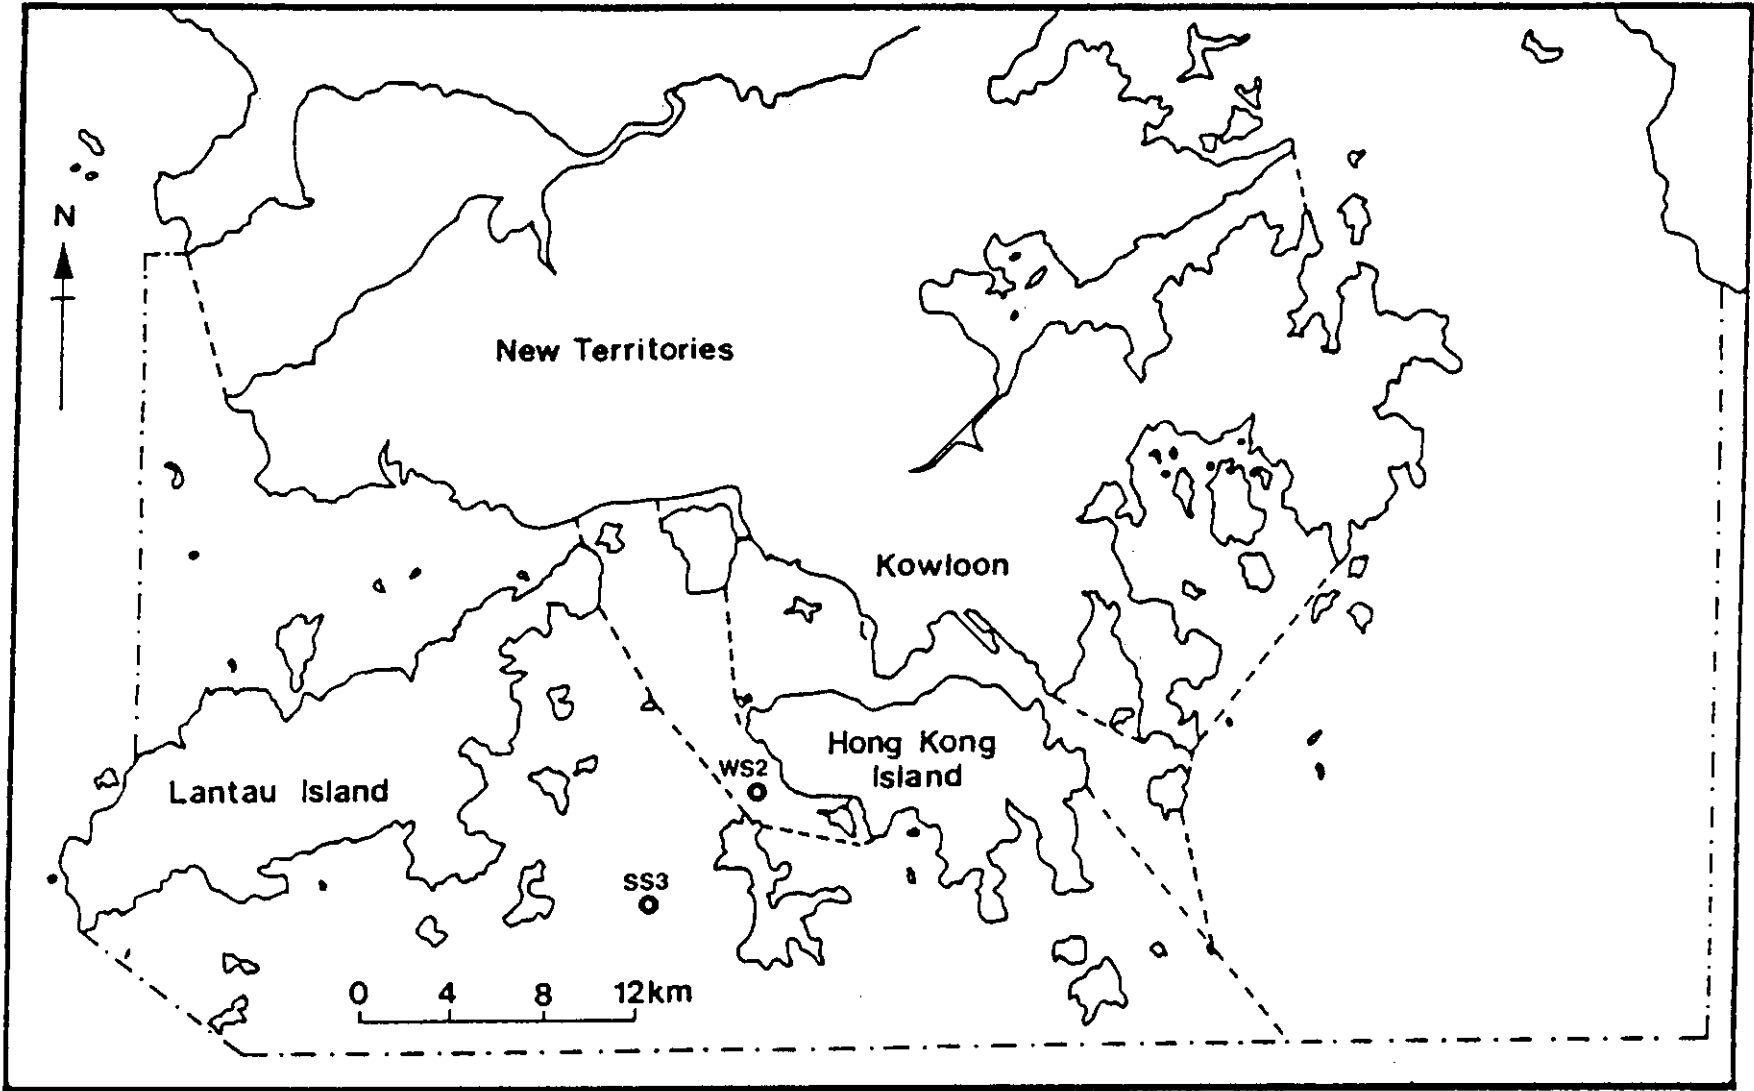 N
New Territories
Kowloon
Hong Kong
Island
WS2
Lantau Island
SS3
0 4 8 12km